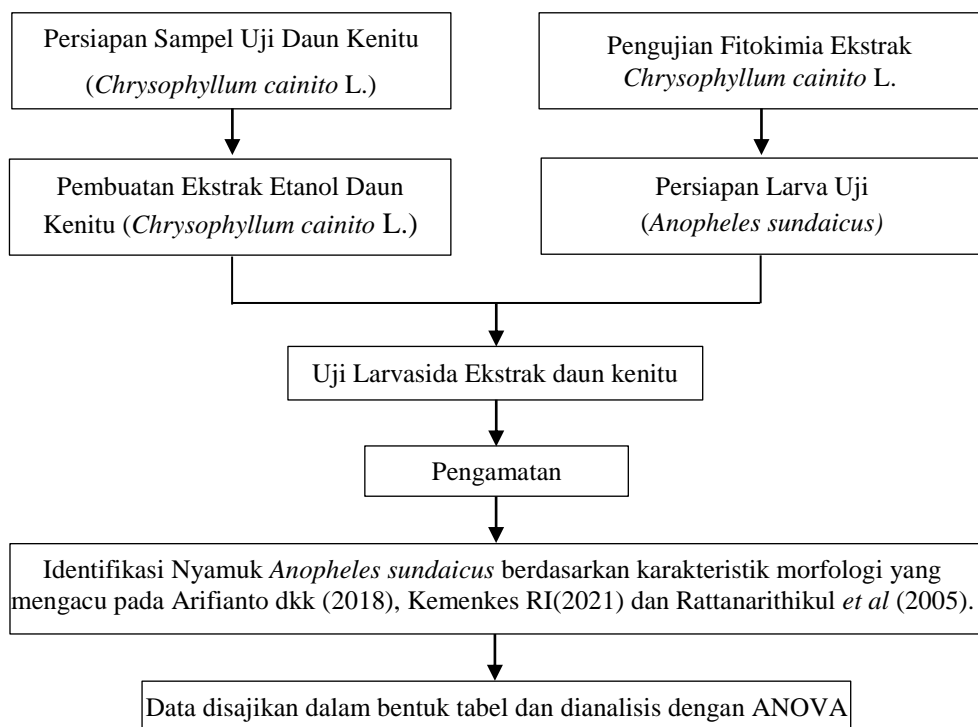 Persiapan Sampel Uji Daun Kenitu
(Chrysophyllum cainito L.)
Pengujian Fitokimia Ekstrak
Chrysophyllum cainito L.
Pembuatan Ekstrak Etanol Daun
Kenitu (Chrysophyllum cainito L.)
Persiapan Larva Uji
(Anopheles sundaicus)
Uji Larvasida Ekstrak daun kenitu
Pengamatan
Identifikasi Nyamuk Anopheles sundaicus berdasarkan karakteristik morfologi yang
mengacu pada Arifianto dkk (2018), Kemenkes RI(2021) dan Rattanarithikul et al (2005).
Data disajikan dalam bentuk tabel dan dianalisis dengan ANOVA